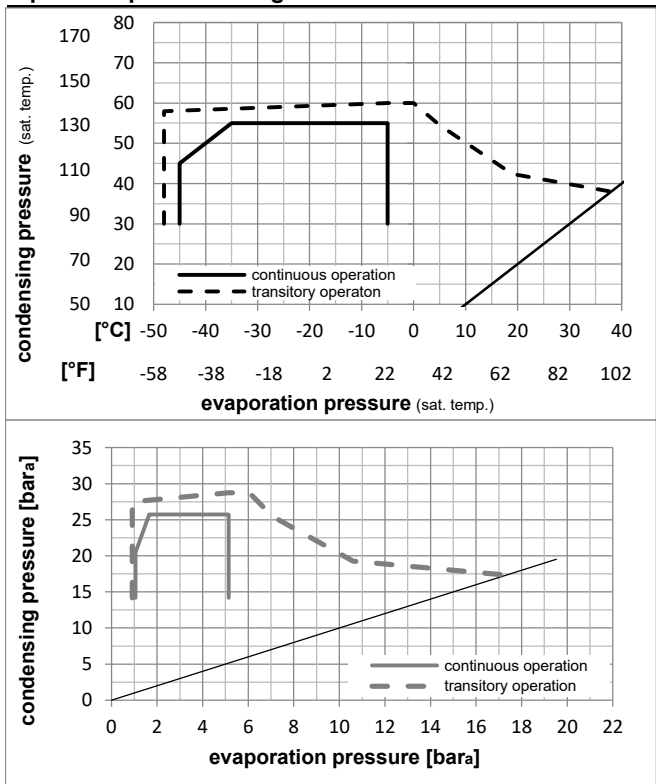 170 80
150 70
60
130 50
110 40
90 30
70 20
50 10
condensing pressure (sat. temp.)
continuous operation
transitory operaton
[°C] -50 -40 -30 -20 -10 0 10 20 30 40
[°F] -58 -38 -18 2 22 42 62 82 102
evaporation pressure (sat. temp.)
35
30
25
20
15
10
5
0
condensing pressure [bara]
continuous operation
transitory operation
0 2 4 6 8 10 12 14 16 18 20 22
evaporation pressure [bara]